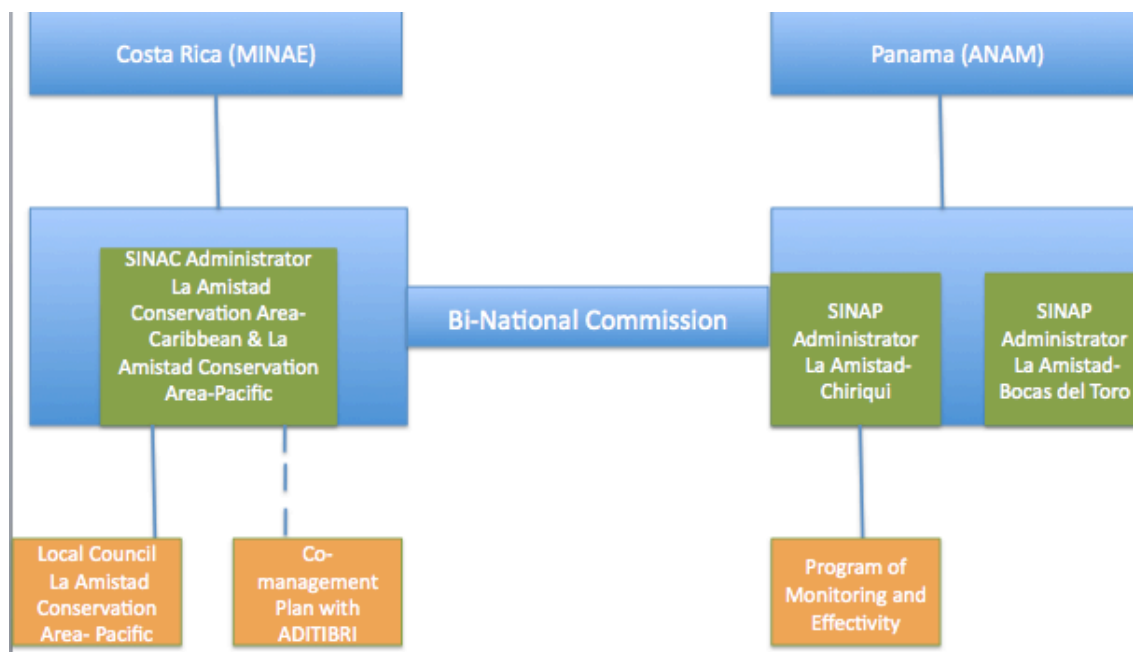 Costa Rica (MINAE)
Panama (ANAM)
SINAC Administrator
La Amistad
Conservation Area-
Caribbean & La
Amistad Conservation
Area-Pacific
Bi-National Commission
SINAP
Administrator
La Amistad-
Chiriqui
SINAP
Administrator
La Amistad-
Bocas del Toro
Local Council
La Amistad
Conservation
Area- Pacific
Co-
management
Plan with
ADITIBRI
Program of
Monitoring and
Effectivity